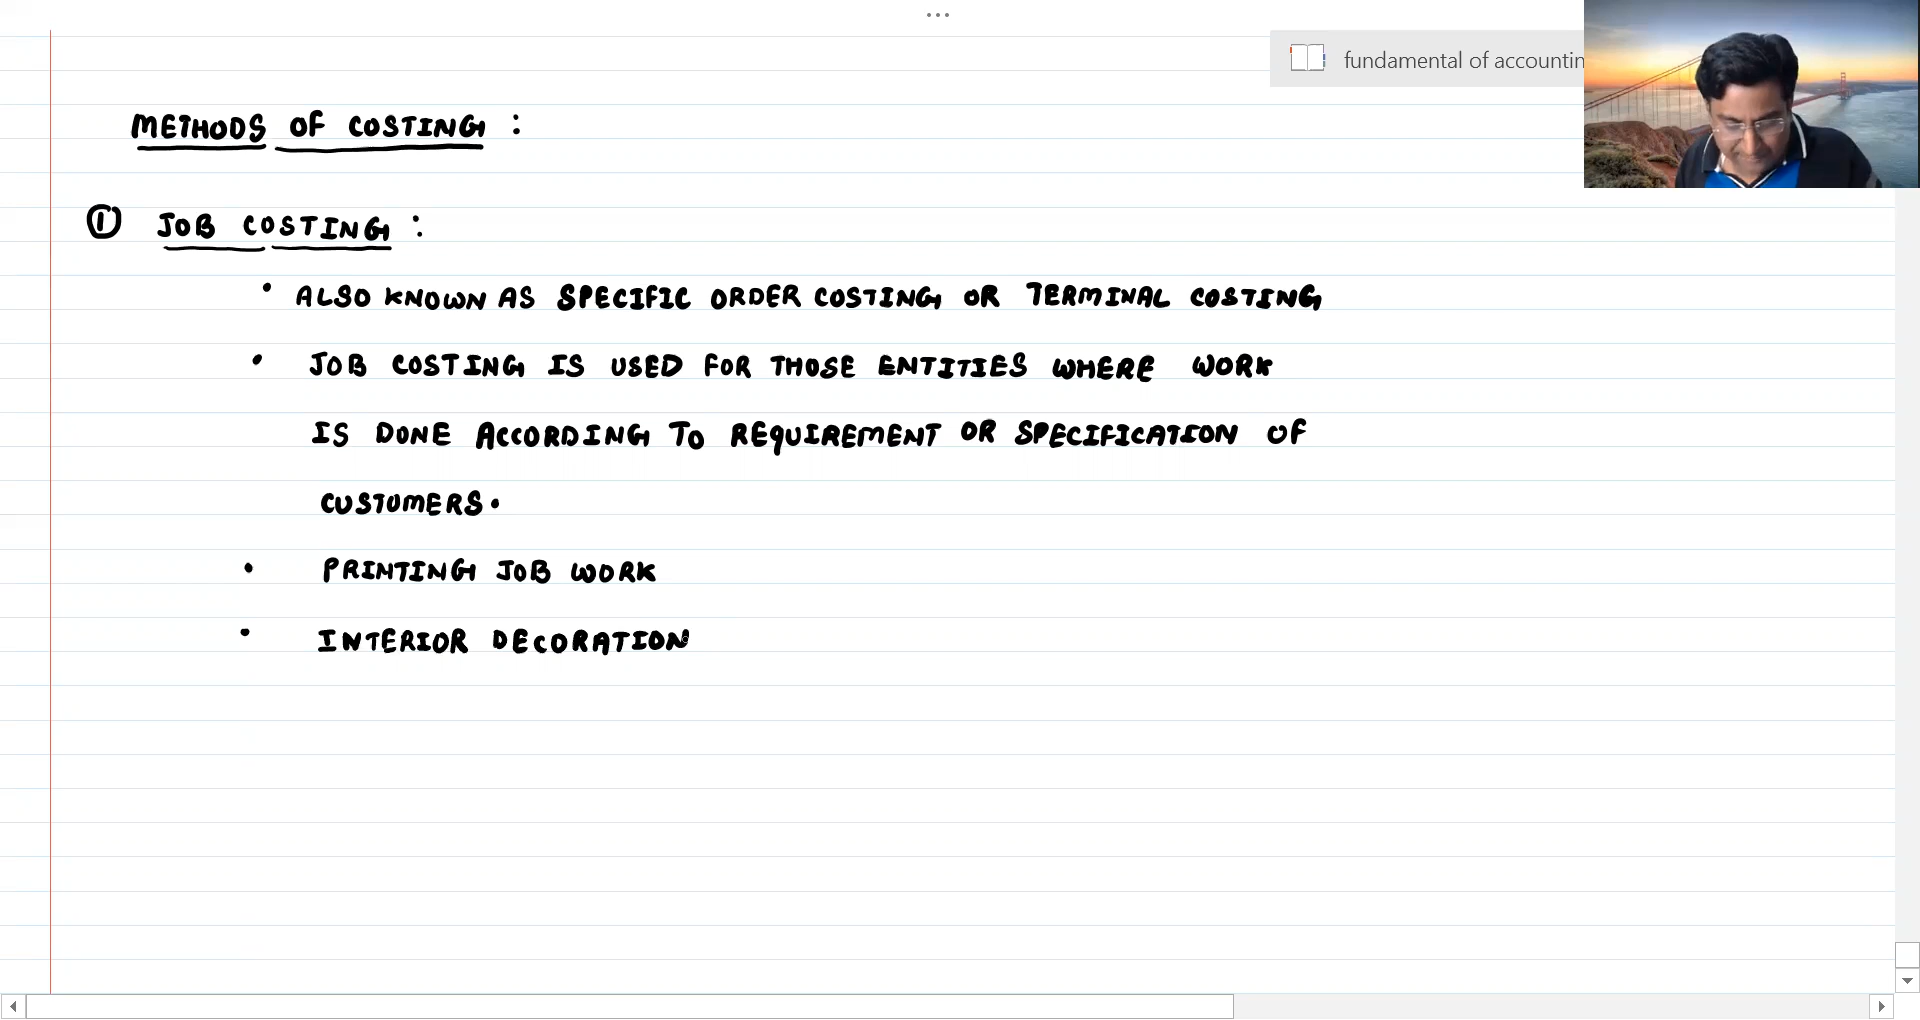 fundamental of accountin
METHODS OF COSTING :
① JOB COSTING :
• ALSO KNOWN AS SPECIFIC ORDER COSTING OR TERMINAL COSTING
• JOB COSTING IS USED FOR THOSE ENTITIES WHERE WORK
IS DONE ACCORDING TO REQUIREMENT OR SPECIFICATION OF
CUSTOMERS.
• PRINTING JOB WORK
• INTERIOR DECORATION